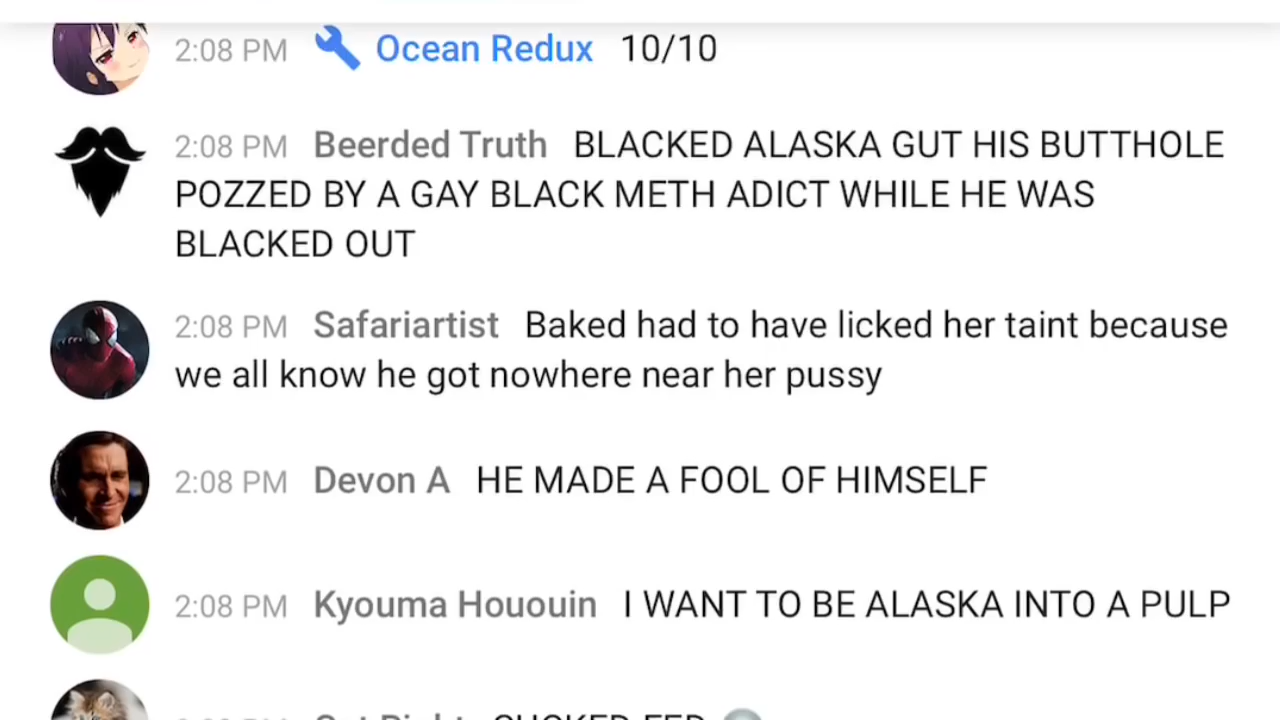 2:08 PM Ocean Redux 10/10
2:08 PM Beerded Truth BLACKED ALASKA GUT HIS BUTTHOLE
POZZED BY A GAY BLACK METH ADICT WHILE HE WAS
BLACKED OUT
2:08 PM Safariartist Baked had to have licked her taint because
we all know he got nowhere near her pussy
2:08 PM Devon A HE MADE A FOOL OF HIMSELF
2:08 PM Kyouma Hououin I WANT TO BE ALASKA INTO A PULP